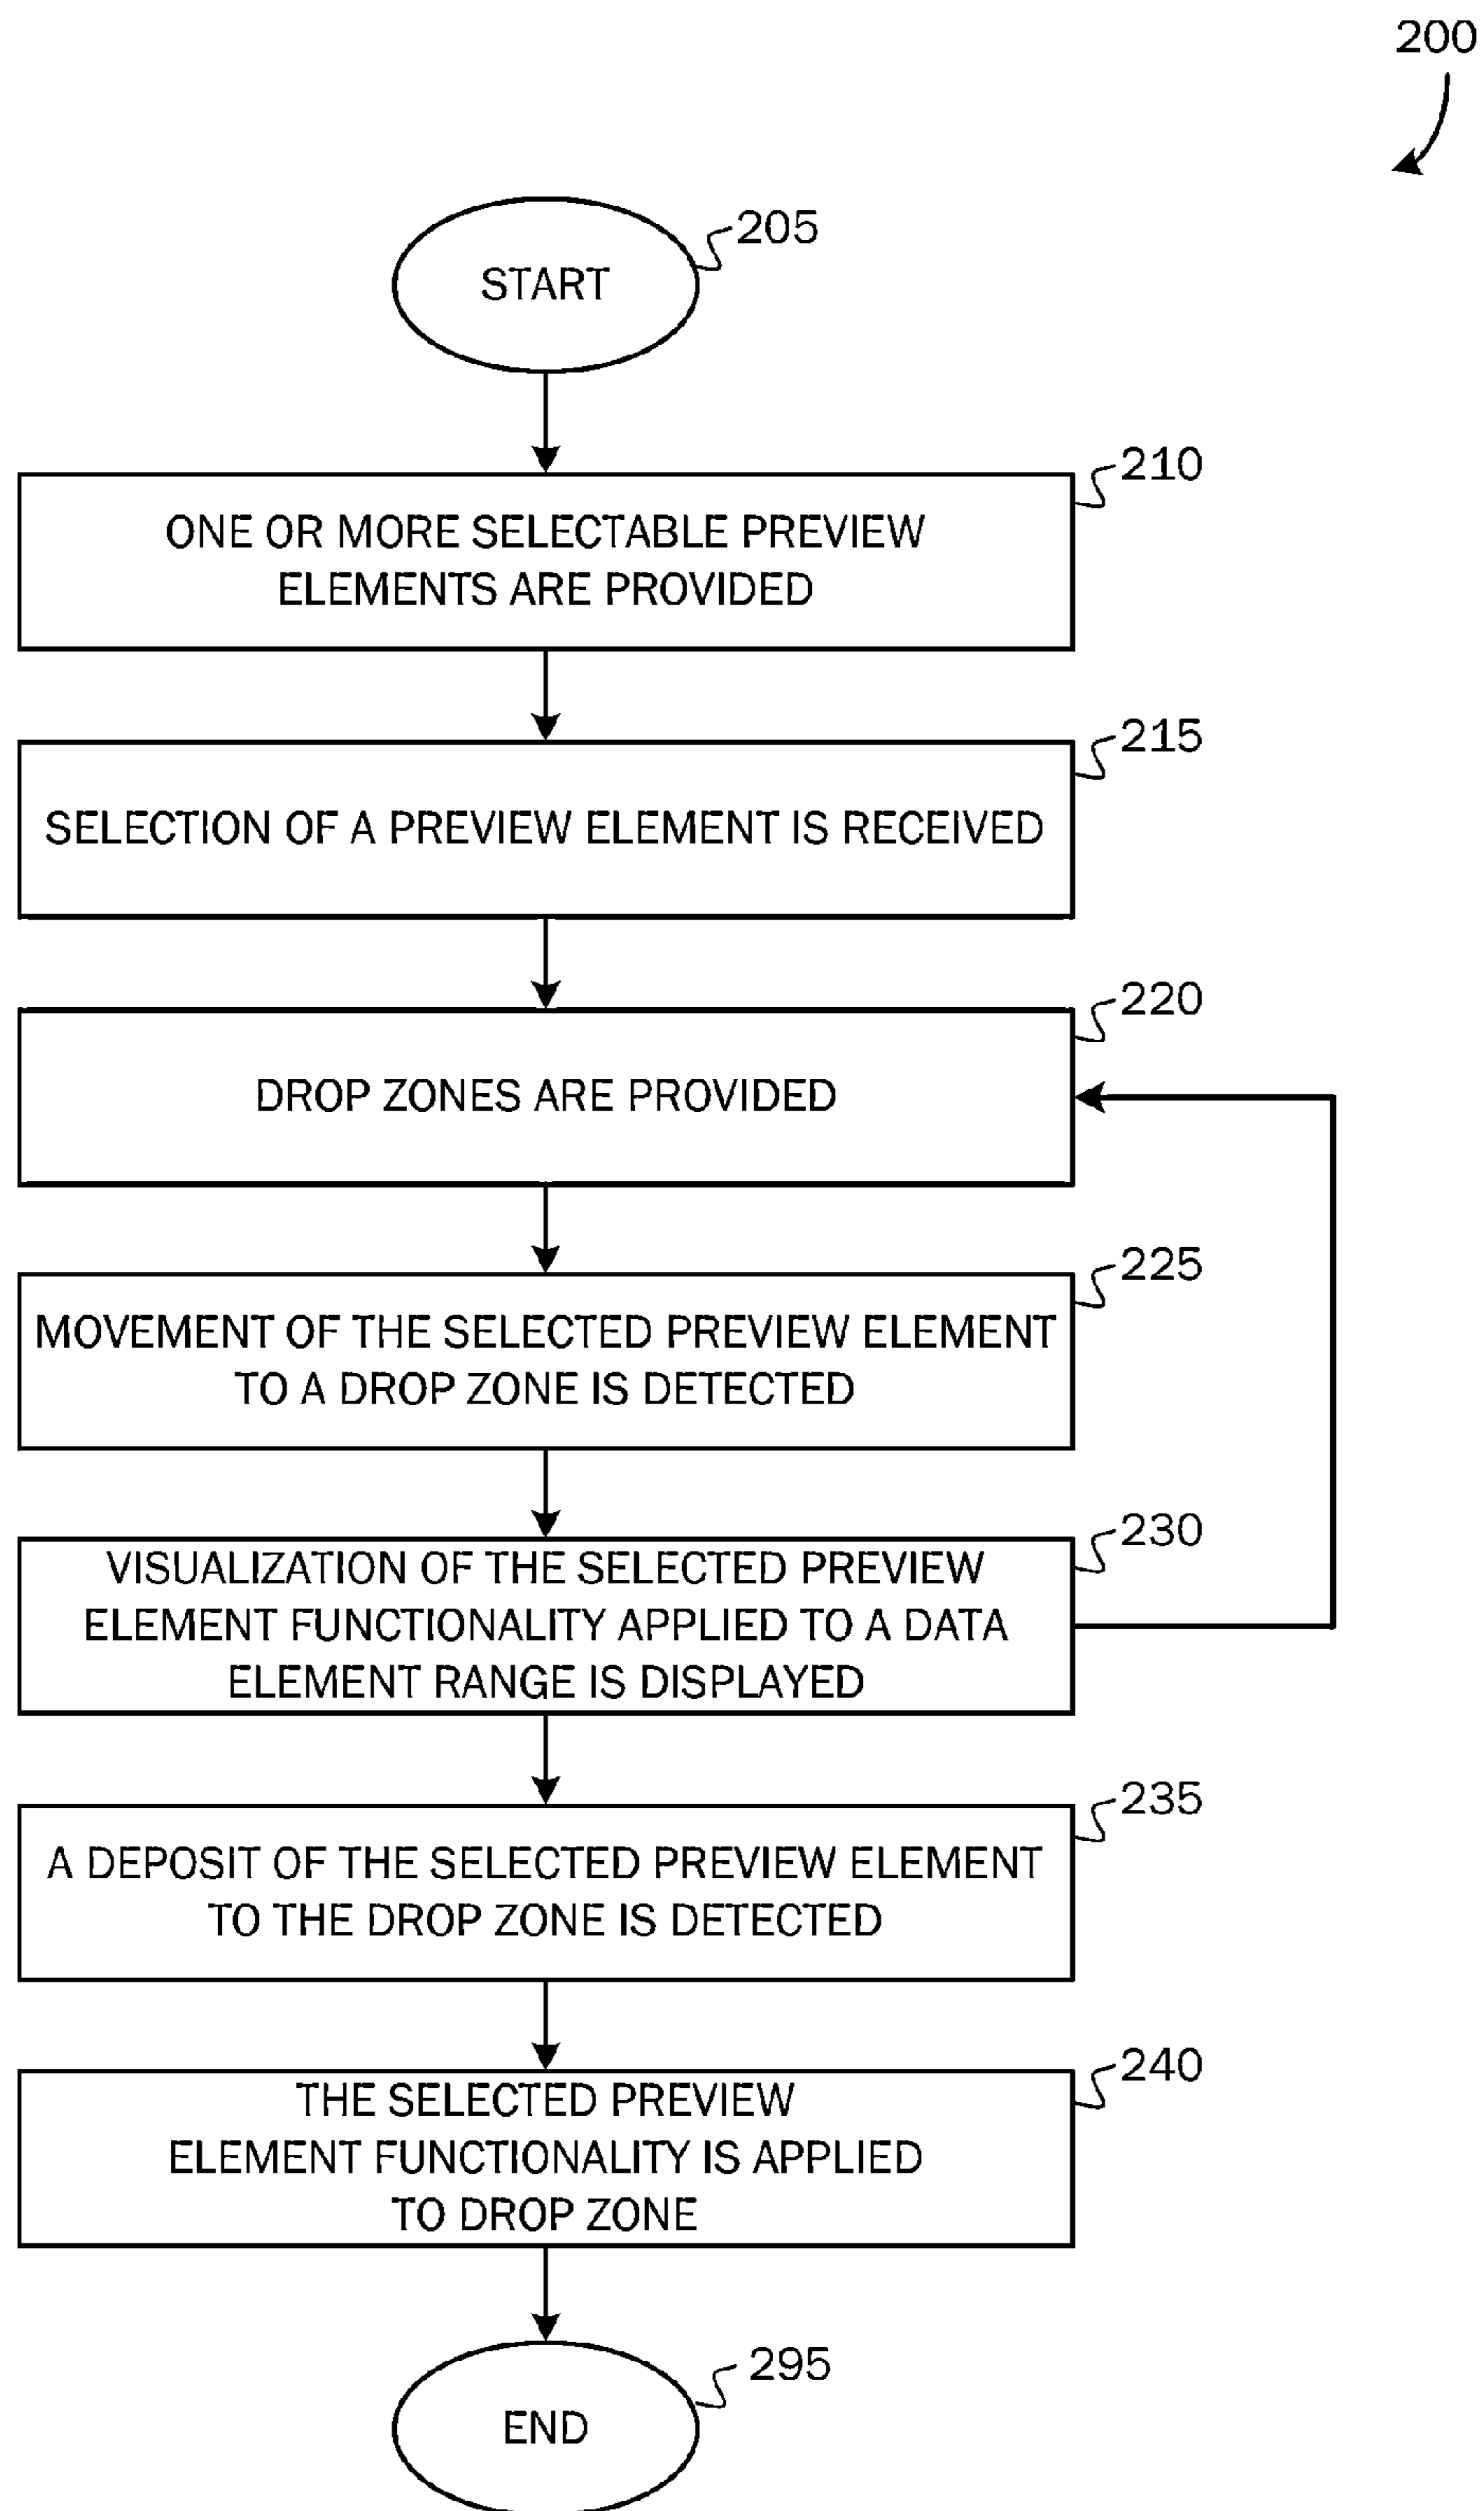 200
205
START
210
ONE OR MORE SELECTABLE PREVIEW
ELEMENTS ARE PROVIDED
215
SELECTION OF A PREVIEW ELEMENT IS RECEIVED
220
DROP ZONES ARE PROVIDED
225
MOVEMENT OF THE SELECTED PREVIEW ELEMENT
TO A DROP ZONE IS DETECTED
230
VISUALIZATION OF THE SELECTED PREVIEW
ELEMENT FUNCTIONALITY APPLIED TO A DATA
ELEMENT RANGE IS DISPLAYED
235
A DEPOSIT OF THE SELECTED PREVIEW ELEMENT
TO THE DROP ZONE IS DETECTED
240
THE SELECTED PREVIEW
ELEMENT FUNCTIONALITY IS APPLIED
TO DROP ZONE
295
END